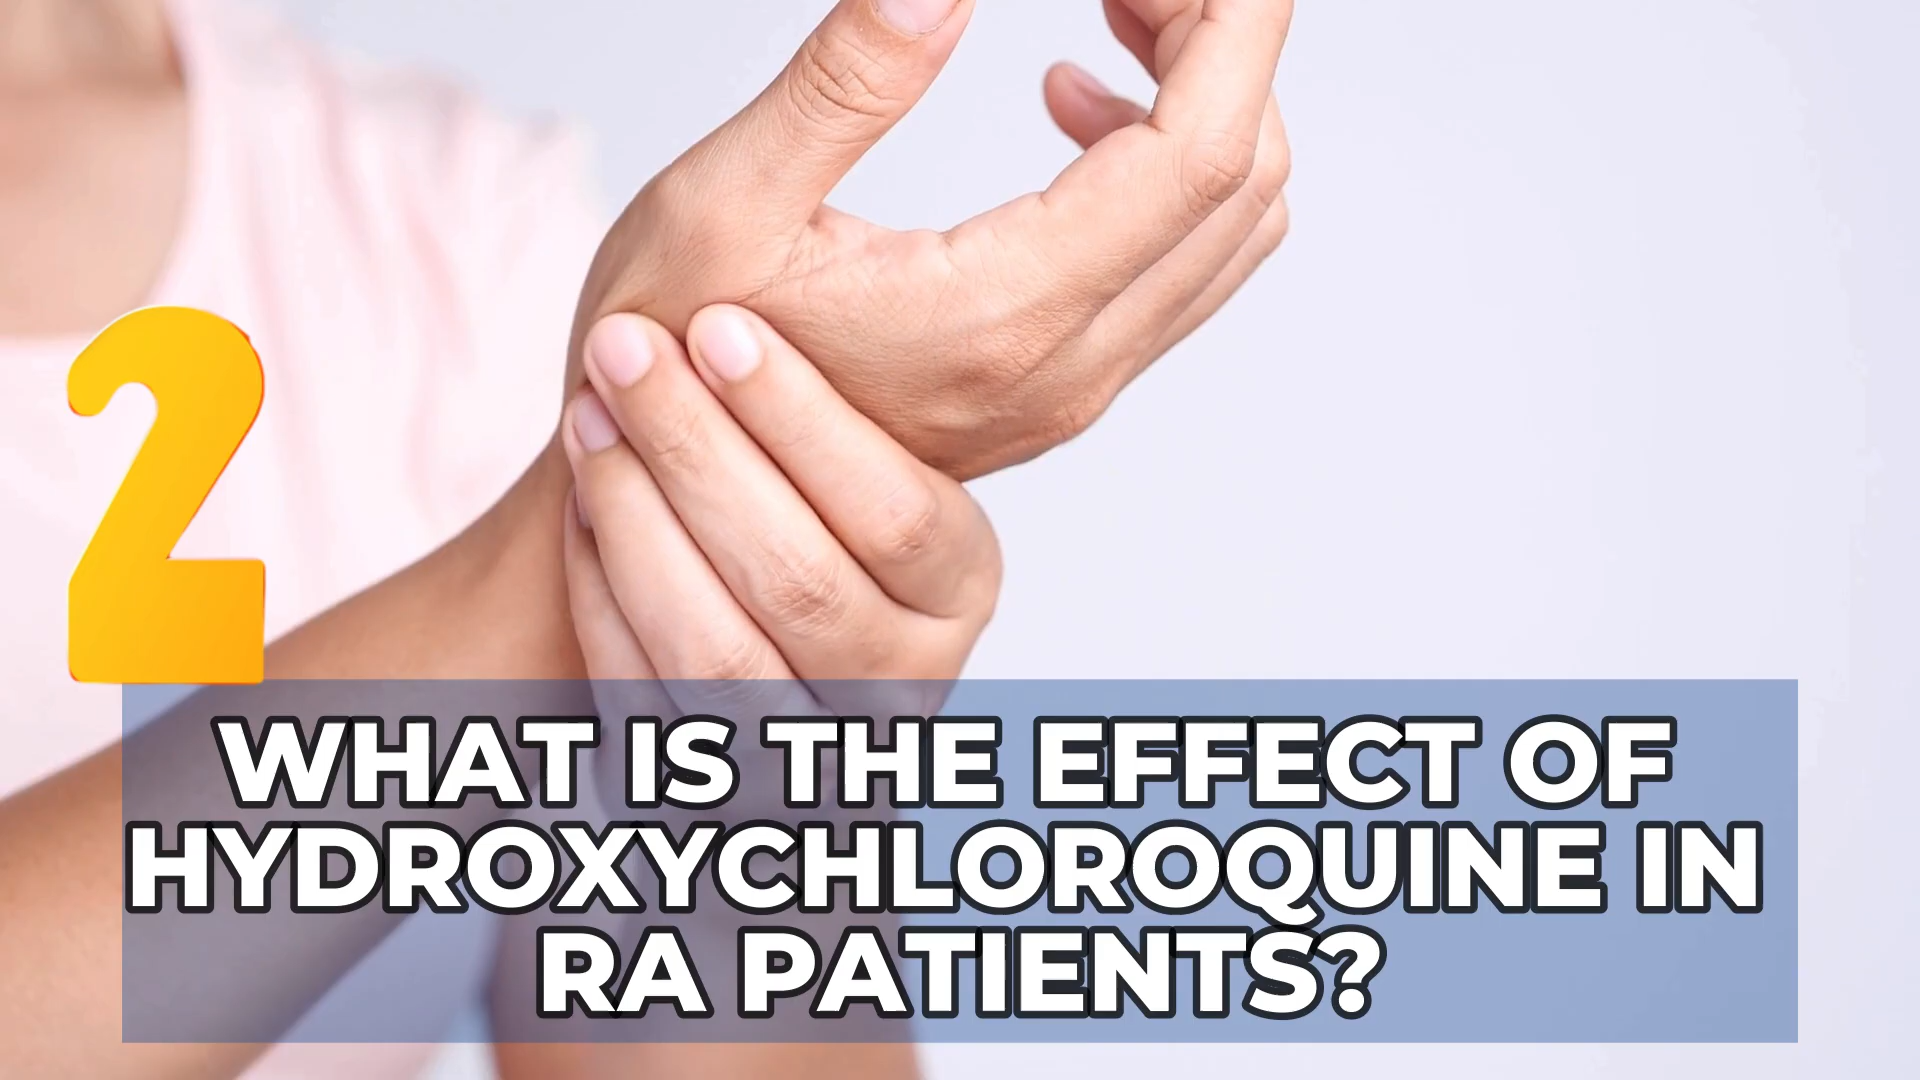 2
WHAT IS THE EFFECT OF
HYDROXYCHLOROQUINE IN
RA PATIENTS?